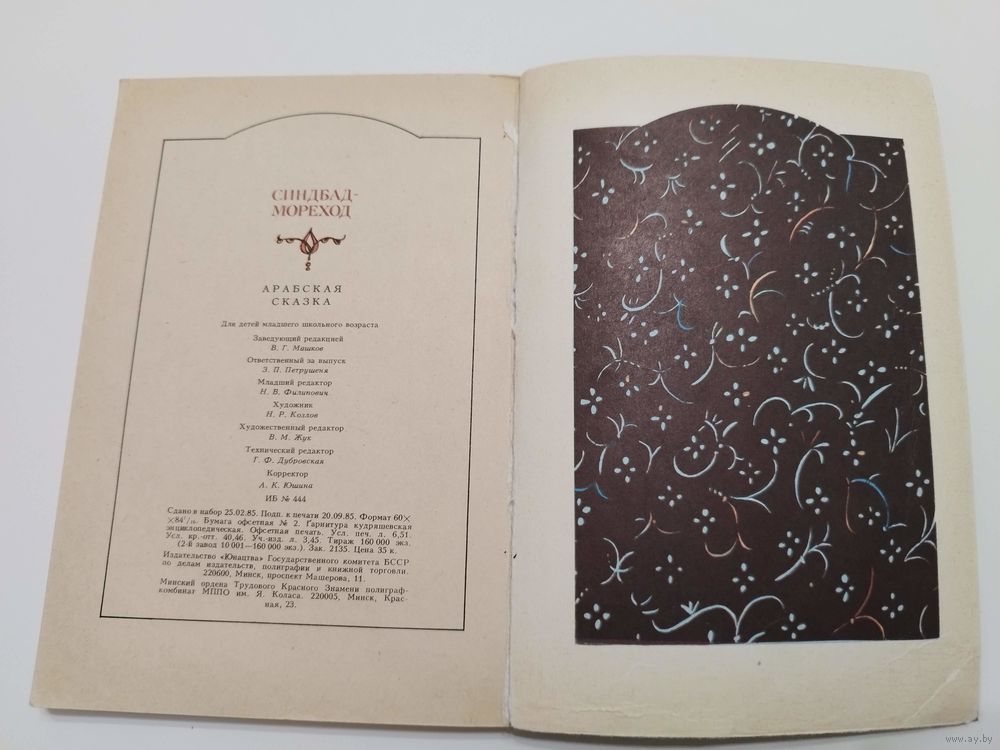 СИНДБАД-
МОРЕХОД
АРАБСКАЯ
СКАЗКА
Для детей младшего школьного возраста
Заведующий редакцией
В. Г. Машков
Ответственный за выпуск
З. П. Петрушеня
Младший редактор
Н. В. Филипович
Художник
Н. Р. Козлов
Художественный редактор
В. М. Жук
Технический редактор
Г. Ф. Дубровская
Корректор
А. К. Юшина
ИБ № 444
Сдано в набор 25.02.85. Подп. к печати 20.09.85. Формат 60×
×84¹/₁₆. Бумага офсетная № 2. Гарнитура кудряшевская
энциклопедическая. Офсетная печать. Усл. печ. л. 6,51.
Усл. кр.-отт. 40,46. Уч.-изд. л. 3,45. Тираж 160 000 экз.
(2-й завод 10 001—160 000 экз.). Зак. 2135. Цена 35 к.
Издательство «Юнацтва» Государственного комитета БССР
по делам издательств, полиграфии и книжной торговли.
220600, Минск, проспект Машерова, 11.
Минский ордена Трудового Красного Знамени полиграф-
комбинат МППО им. Я. Коласа. 220005, Минск, Крас-
ная, 23.
www.ay.by